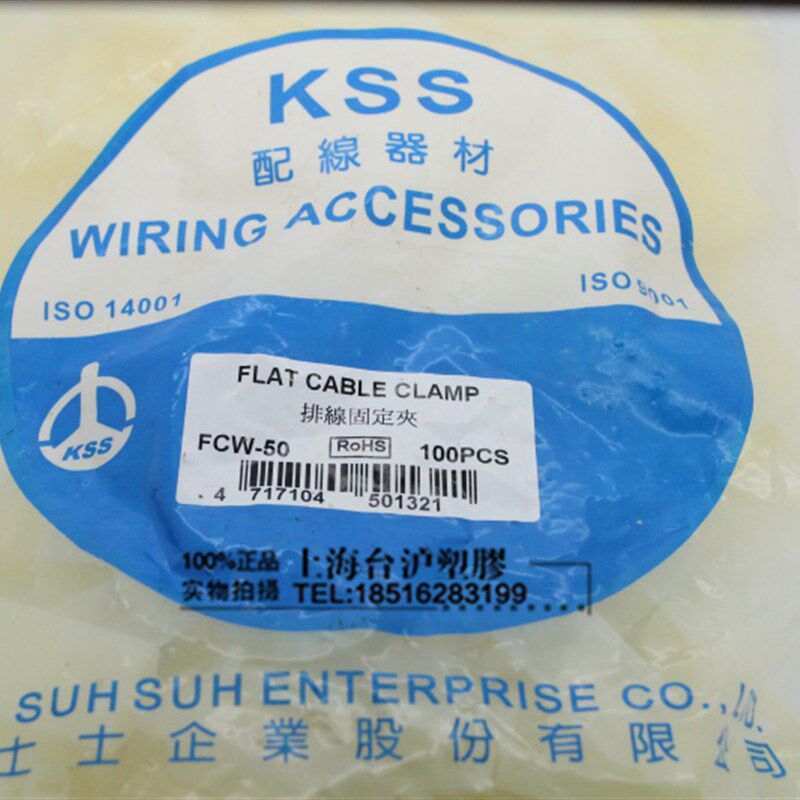 KSS
配線器材
WIRING ACCESSORIES
ISO 14001
ISO 9001
KSS
FLAT CABLE CLAMP
排線固定夾
FCW-50 RoHS 100PCS
4 717104 501321
100%正品 上海台沪塑膠
实物拍攝 TEL:18516283199
SUH SUH ENTERPRISE CO., LTD.
士士企業股份有限公司